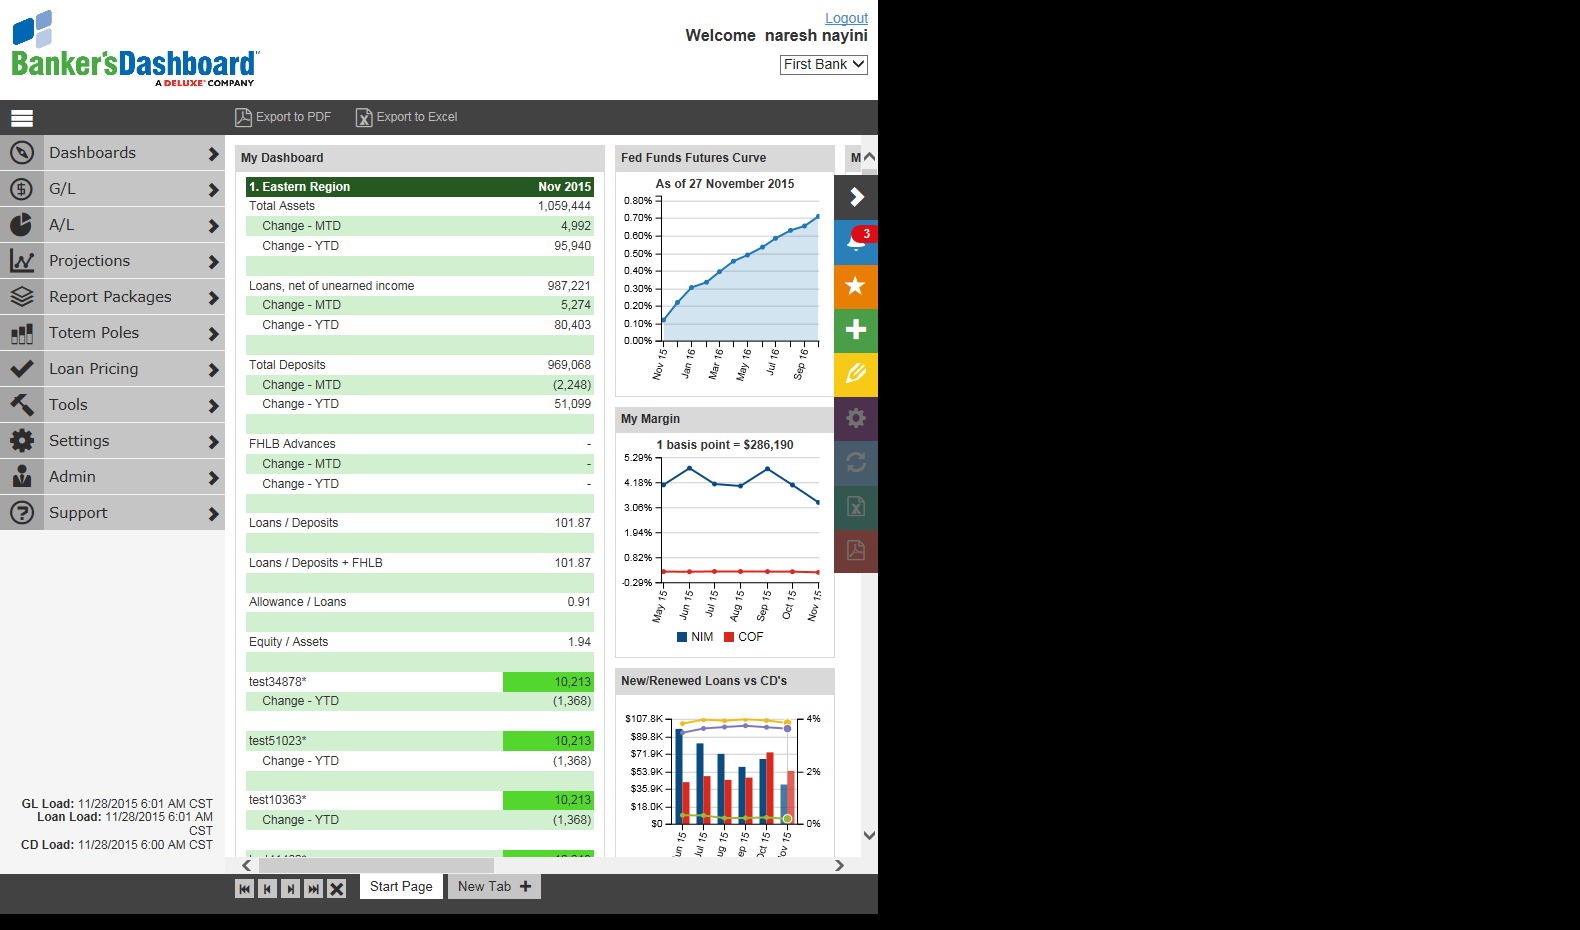 Logout
Welcome naresh nayini
First Bank
Banker'sDashboard
A DELUXE COMPANY
Export to PDF
Export to Excel
Dashboards
G/L
A/L
Projections
Report Packages
Totem Poles
Loan Pricing
Tools
Settings
Admin
Support
GL Load: 11/28/2015 6:01 AM CST
Loan Load: 11/28/2015 6:01 AM
CST
CD Load: 11/28/2015 6:00 AM CST
My Dashboard
1. Eastern Region Nov 2015
Total Assets 1,059,444
Change - MTD 4,992
Change - YTD 95,940
Loans, net of unearned income 987,221
Change - MTD 5,274
Change - YTD 80,403
Total Deposits 969,068
Change - MTD (2,248)
Change - YTD 51,099
FHLB Advances -
Change - MTD -
Change - YTD -
Loans / Deposits 101.87
Loans / Deposits + FHLB 101.87
Allowance / Loans 0.91
Equity / Assets 1.94
test34878* 10,213
Change - YTD (1,368)
test51023* 10,213
Change - YTD (1,368)
test10363* 10,213
Change - YTD (1,368)
Fed Funds Futures Curve
As of 27 November 2015
0.80%
0.70%
0.60%
0.50%
0.40%
0.30%
0.20%
0.10%
0.00%
Nov 15 Jan 16 Mar 16 May 16 Jul 16 Sep 16
M
3
My Margin
1 basis point = $286,190
5.29%
4.18%
3.06%
1.94%
0.82%
-0.29%
May 15 Jun 15 Jul 15 Aug 15 Sep 15 Oct 15 Nov 15
NIM COF
New/Renewed Loans vs CD's
$107.8K 4%
$89.8K
$71.9K
$53.9K 2%
$35.9K
$18.0K
$0 0%
un 15 Jul 15 ug 15 ep 15 Oct 15 ov 15
Start Page
New Tab